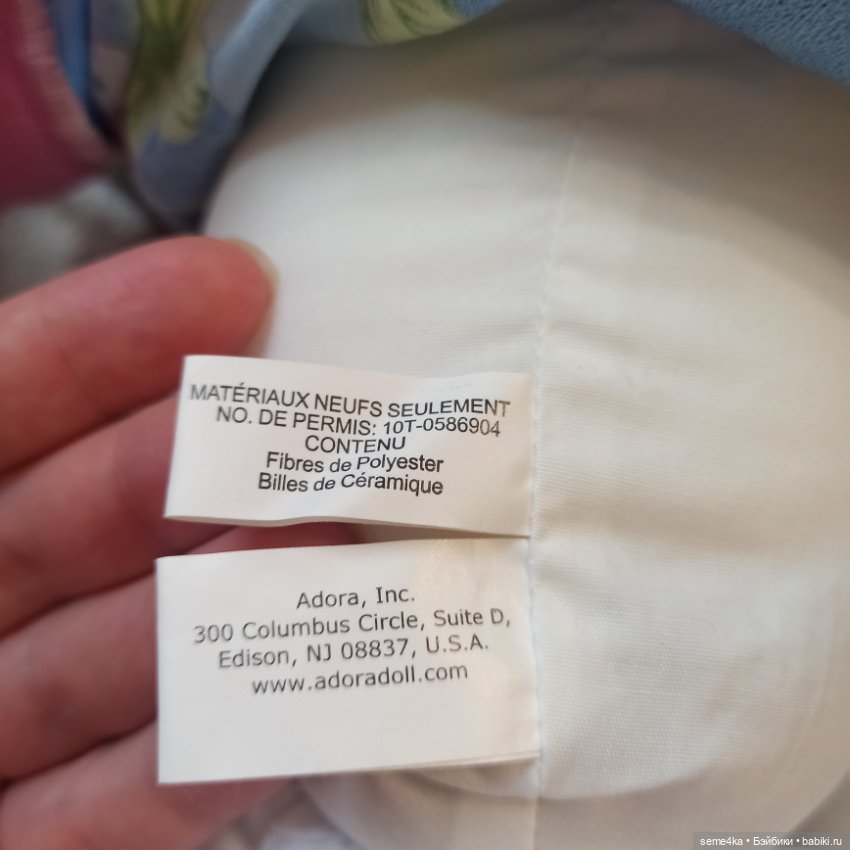 MATÉRIAUX NEUFS SEULEMENT
NO. DE PERMIS: 10T-0586904
CONTENU
Fibres de Polyester
Billes de Céramique
Adora, Inc.
300 Columbus Circle, Suite D,
Edison, NJ 08837, U.S.A.
www.adoradoll.com
seme4ka • Бэйбики • babiki.ru